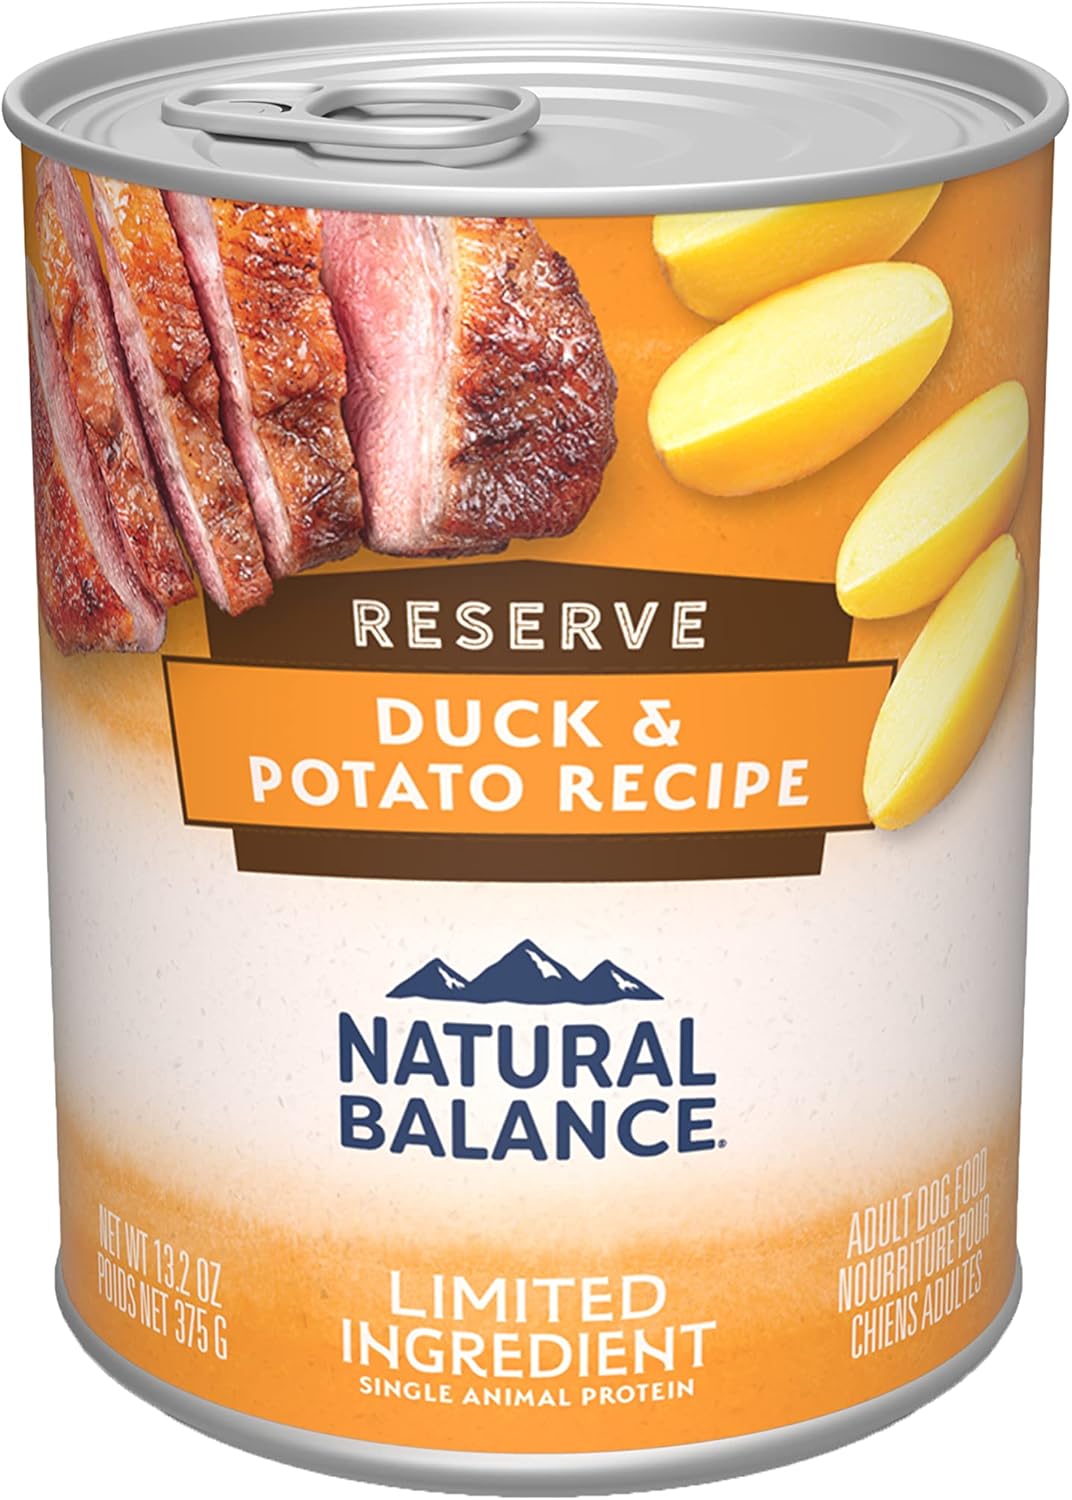 RESERVE
DUCK &
POTATO RECIPE
NATURAL
BALANCE®
NET WT 13.2 OZ
POIDS NET 375 G
LIMITED
INGREDIENT
SINGLE ANIMAL PROTEIN
ADULT DOG FOOD
NOURRITURE POUR
CHIENS ADULTES